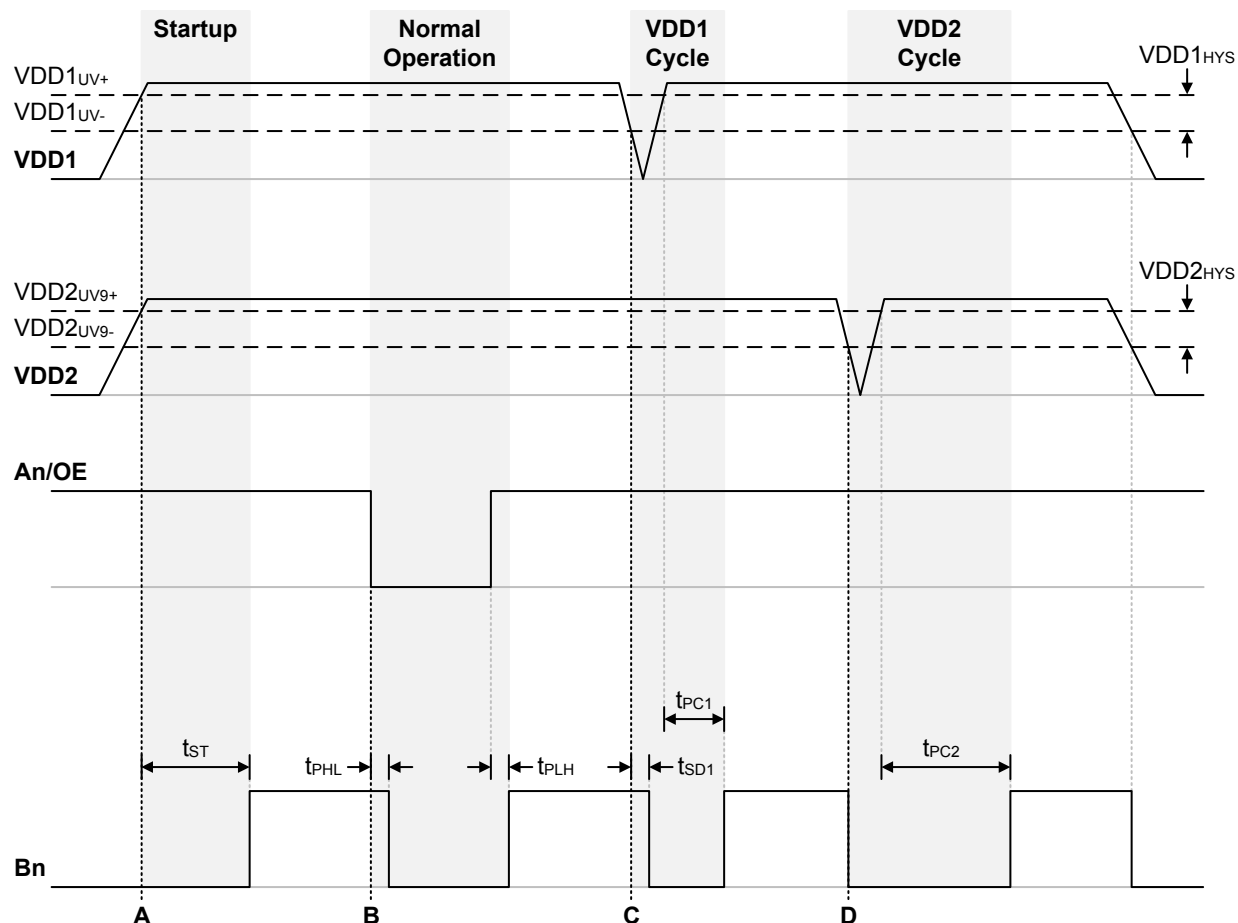 Startup
Normal
Operation
VDD1
Cycle
VDD2
Cycle
VDD1HYS
VDD1UV+
VDD1UV-
VDD1
VDD2HYS
VDD2UV9+
VDD2UV9-
VDD2
An/OE
tPC1
tST
tPHL
tPLH
tSD1
tPC2
Bn
A
B
C
D